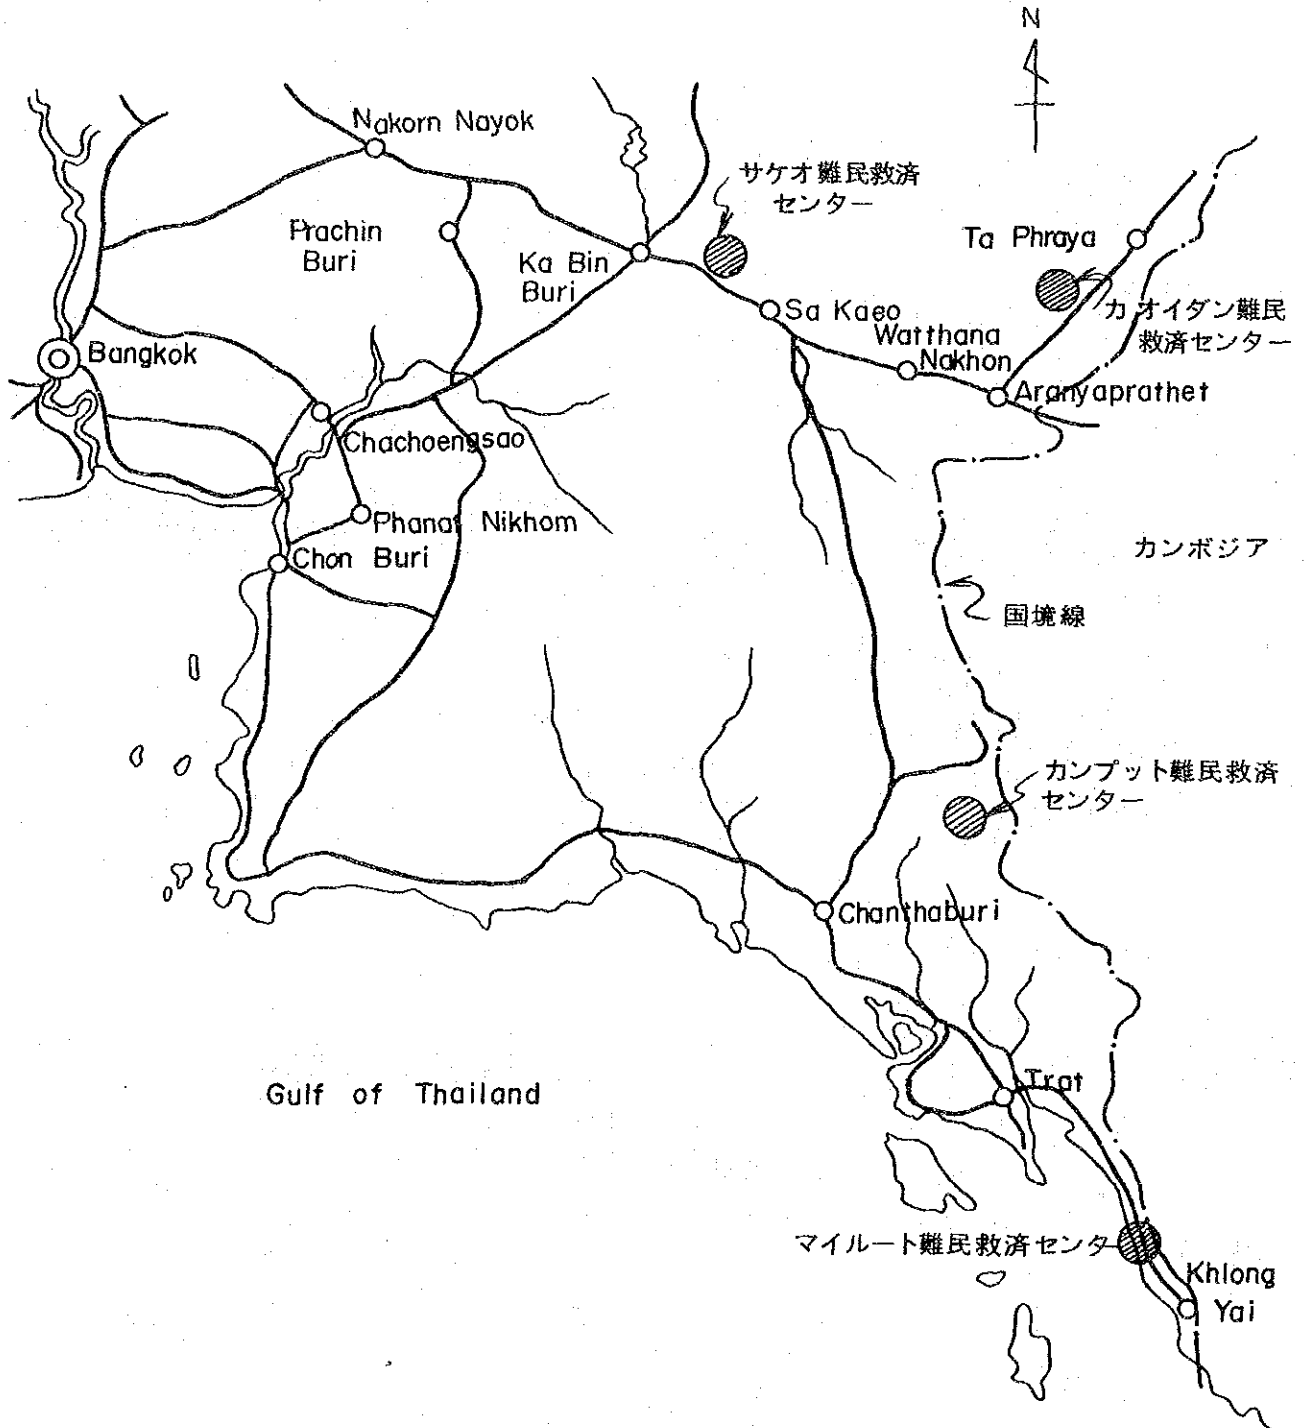 N
Nakorn Nayok
サケオ難民救済
センター
Ta Phraya
Prachin
Buri
Ka Bin
Buri
カオイダン難民
救済センター
Sa Kaeo
Watthana
Nakhon
Bangkok
Aranyaprathet
Chachoengsao
Phanat Nikhom
Chon Buri
カンボジア
国境線
カンプット難民救済
センター
Chanthaburi
Gulf of Thailand
Trat
マイルート難民救済センター
Khlong
Yai